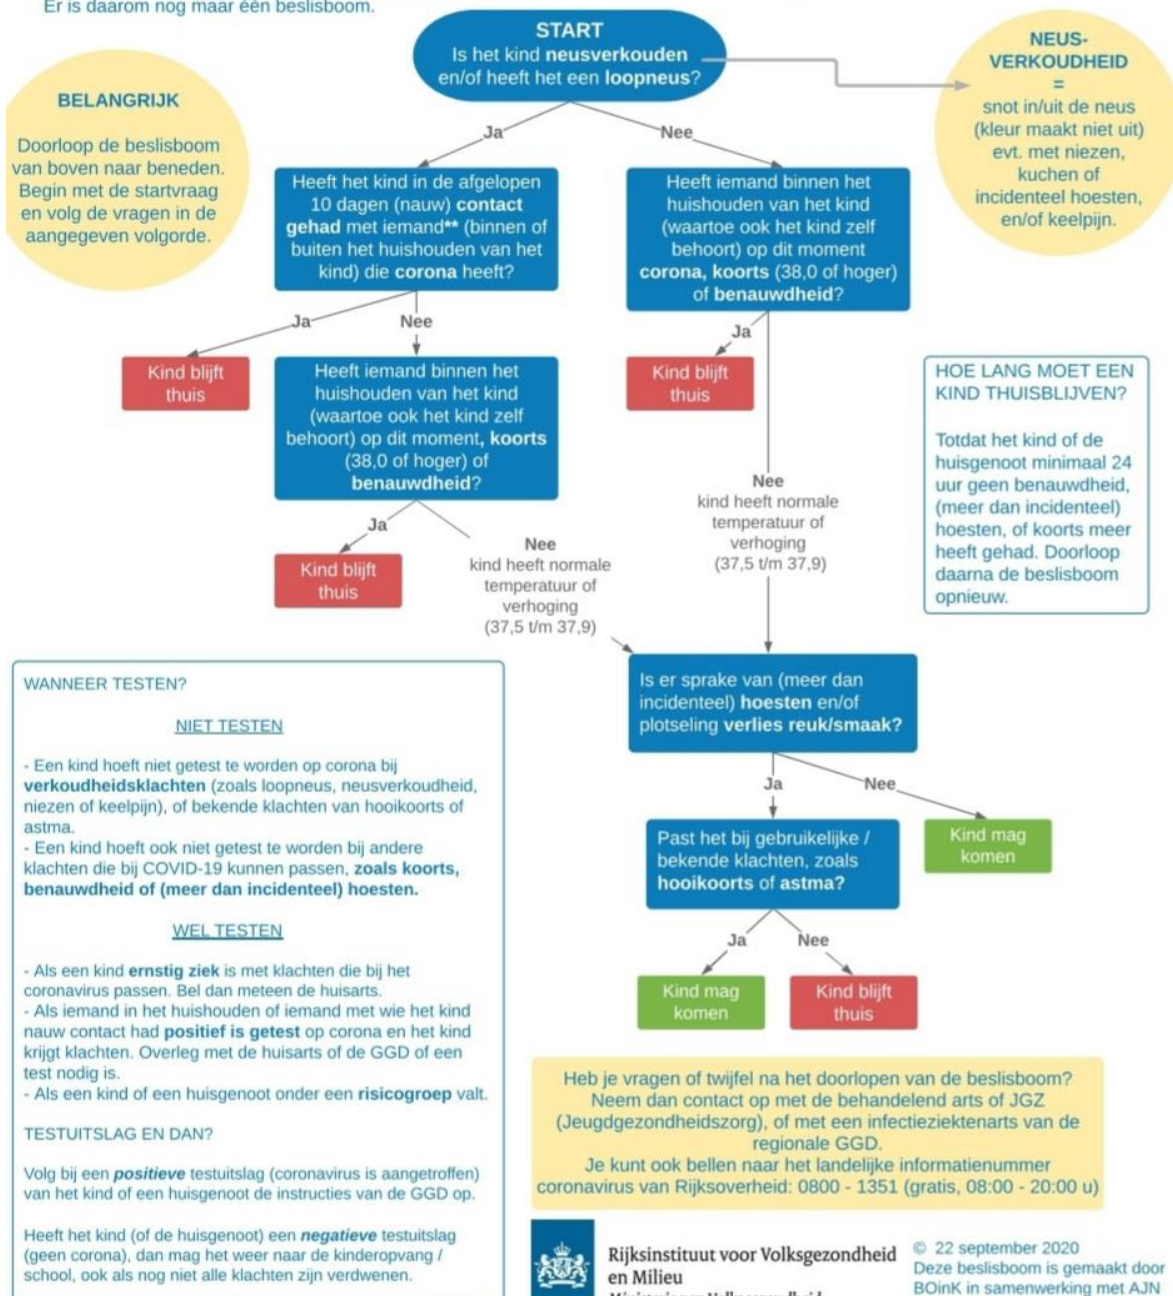 Er is daarom nog maar één beslisboom.
START
Is het kind neusverkouden
en/of heeft het een loopneus?
NEUS-
VERKOUDHEID
=
snot in/uit de neus
(kleur maakt niet uit)
evt. met niezen,
kuchen of
incidenteel hoesten,
en/of keelpijn.
BELANGRIJK
Doorloop de beslisboom
van boven naar beneden.
Begin met de startvraag
en volg de vragen in de
aangegeven volgorde.
Ja
Nee
Heeft het kind in de afgelopen
10 dagen (nauw) contact
gehad met iemand** (binnen of
buiten het huishouden van het
kind) die corona heeft?
Heeft iemand binnen het
huishouden van het kind
(waartoe ook het kind zelf
behoort) op dit moment
corona, koorts (38,0 of hoger)
of benauwdheid?
Ja
Nee
Ja
Kind blijft
thuis
Heeft iemand binnen het
huishouden van het kind
(waartoe ook het kind zelf
behoort) op dit moment, koorts
(38,0 of hoger) of
benauwdheid?
Kind blijft
thuis
HOE LANG MOET EEN
KIND THUISBLIJVEN?
Totdat het kind of de
huisgenoot minimaal 24
uur geen benauwdheid,
(meer dan incidenteel)
hoesten, of koorts meer
heeft gehad. Doorloop
daarna de beslisboom
opnieuw.
Nee
kind heeft normale
temperatuur of
verhoging
(37,5 t/m 37,9)
Ja
Kind blijft
thuis
Nee
kind heeft normale
temperatuur of
verhoging
(37,5 t/m 37,9)
Is er sprake van (meer dan
incidenteel) hoesten en/of
plotseling verlies reuk/smaak?
Ja
Nee
Past het bij gebruikelijke /
bekende klachten, zoals
hooikoorts of astma?
Kind mag
komen
Ja
Nee
Kind mag
komen
Kind blijft
thuis
WANNEER TESTEN?
NIET TESTEN
- Een kind hoeft niet getest te worden op corona bij
verkoudheidsklachten (zoals loopneus, neusverkoudheid,
niezen of keelpijn), of bekende klachten van hooikoorts of
astma.
- Een kind hoeft ook niet getest te worden bij andere
klachten die bij COVID-19 kunnen passen, zoals koorts,
benauwdheid of (meer dan incidenteel) hoesten.
WEL TESTEN
- Als een kind ernstig ziek is met klachten die bij het
coronavirus passen. Bel dan meteen de huisarts.
- Als iemand in het huishouden of iemand met wie het kind
nauw contact had positief is getest op corona en het kind
krijgt klachten. Overleg met de huisarts of de GGD of een
test nodig is.
- Als een kind of een huisgenoot onder een risicogroep valt.
TESTUITSLAG EN DAN?
Volg bij een positieve testuitslag (coronavirus is aangetroffen)
van het kind of een huisgenoot de instructies van de GGD op.
Heeft het kind (of de huisgenoot) een negatieve testuitslag
(geen corona), dan mag het weer naar de kinderopvang /
school, ook als nog niet alle klachten zijn verdwenen.
Heb je vragen of twijfel na het doorlopen van de beslisboom?
Neem dan contact op met de behandelend arts of JGZ
(Jeugdgezondheidszorg), of met een infectieziektenarts van de
regionale GGD.
Je kunt ook bellen naar het landelijke informatienummer
coronavirus van Rijksoverheid: 0800 - 1351 (gratis, 08:00 - 20:00 u)
Rijksinstituut voor Volksgezondheid
en Milieu
© 22 september 2020
Deze beslisboom is gemaakt door
BOinK in samenwerking met AJN